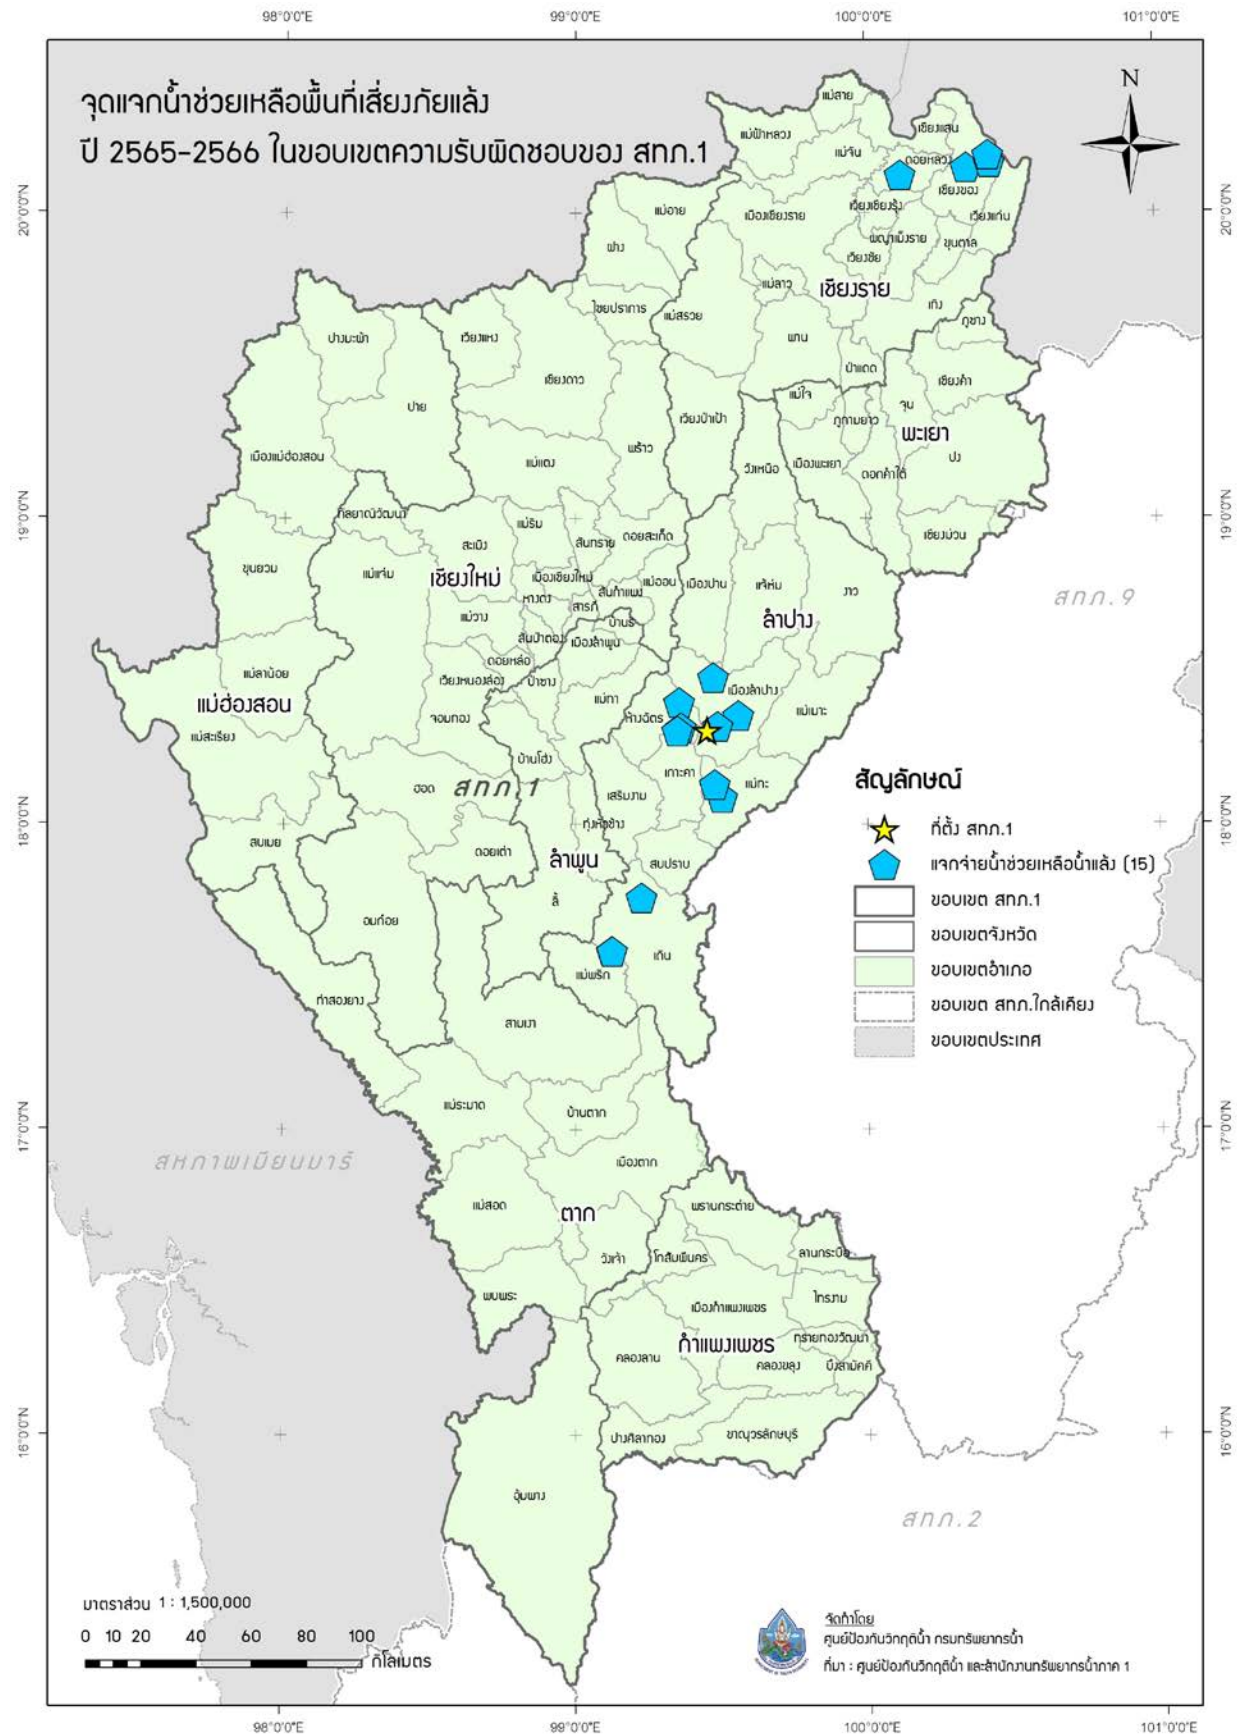 98°0'0"E 99°0'0"E 100°0'0"E 101°0'0"E
จุดแจกน้ำช่วยเหลือพื้นที่เสี่ยงภัยแล้ง
ปี 2565-2566 ในขอบเขตความรับผิดชอบของ สทภ.1
N
แม่สาย
แม่ฟ้าหลวง
เชียงแสน
แม่จัน
ดอยหลวง
เชียงของ
20°0'0"N
20°0'0"N
แม่อาย
เมืองเชียงราย
เวียงเชียงรุ้ง
เวียงแก่น
ฝาง
พญาเม็งราย
ขุนตาล
เวียงชัย
แม่ลาว
เชียงราย
ไชยปราการ
แม่สรวย
เทิง
ภูซาง
ปางมะผ้า
เวียงแหง
พาน
ป่าแดด
เชียงดาว
เชียงคำ
แม่ใจ
ปาย
เวียงป่าเป้า
ภูกามยาว
จุน
พะเยา
เมืองแม่ฮ่องสอน
แม่แตง
พร้าว
วังเหนือ
เมืองพะเยา
ดอกคำใต้
ปง
19°0'0"N
19°0'0"N
กัลยาณิวัฒนา
แม่ริม
สะเมิง
สันทราย
ดอยสะเก็ด
เชียงม่วน
ขุนยวม
แม่แจ่ม
เชียงใหม่
เมืองเชียงใหม่
แม่ออน
เมืองปาน
แจ้ห่ม
งาว
สันกำแพง
หางดง
สารภี
สทภ.9
แม่วาง
บ้านธิ
ลำปาง
สันป่าตอง
เมืองลำพูน
ดอยหล่อ
แม่ลาน้อย
เวียงหนองล่อง
ป่าซาง
แม่ทา
เมืองลำปาง
แม่ฮ่องสอน
จอมทอง
ห้างฉัตร
แม่เมาะ
แม่สะเรียง
บ้านโฮ่ง
เกาะคา
แม่ทะ
ฮอด
สทภ.1
เสริมงาม
ทุ่งหัวช้าง
18°0'0"N
18°0'0"N
สบเมย
ดอยเต่า
ลำพูน
สบปราบ
ลี้
อมก๋อย
เถิน
แม่พริก
ท่าสองยาง
สามเงา
สัญลักษณ์
ที่ตั้ง สทภ.1
แจกจ่ายน้ำช่วยเหลือน้ำแล้ง (15)
ขอบเขต สทภ.1
ขอบเขตจังหวัด
ขอบเขตอำเภอ
ขอบเขต สทภ.ใกล้เคียง
ขอบเขตประเทศ
แม่ระมาด
บ้านตาก
17°0'0"N
17°0'0"N
สหภาพเมียนมาร์
เมืองตาก
แม่สอด
ตาก
พรานกระต่าย
วังเจ้า
โกสัมพีนคร
ลานกระบือ
พบพระ
เมืองกำแพงเพชร
ไทรงาม
กำแพงเพชร
ทรายทองวัฒนา
คลองลาน
คลองขลุง
บึงสามัคคี
16°0'0"N
16°0'0"N
ปางศิลาทอง
ขาณุวรลักษบุรี
อุ้มผาง
สทภ.2
มาตราส่วน 1 : 1,500,000
0 10 20 40 60 80 100
กิโลเมตร
จัดทำโดย
ศูนย์ป้องกันวิกฤติน้ำ กรมทรัพยากรน้ำ
ที่มา : ศูนย์ป้องกันวิกฤติน้ำ และสำนักงานทรัพยากรน้ำภาค 1
98°0'0"E 99°0'0"E 100°0'0"E 101°0'0"E